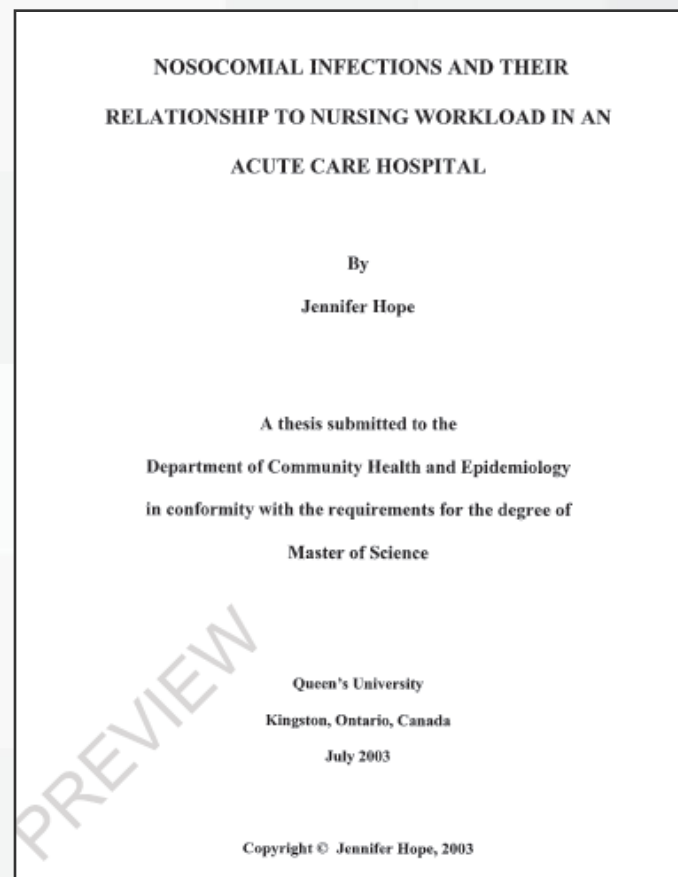 NOSOCOMIAL INFECTIONS AND THEIR
RELATIONSHIP TO NURSING WORKLOAD IN AN
ACUTE CARE HOSPITAL
By
Jennifer Hope
A thesis submitted to the
Department of Community Health and Epidemiology
in conformity with the requirements for the degree of
Master of Science
PREVIEW
Queen's University
Kingston, Ontario, Canada
July 2003
Copyright © Jennifer Hope, 2003